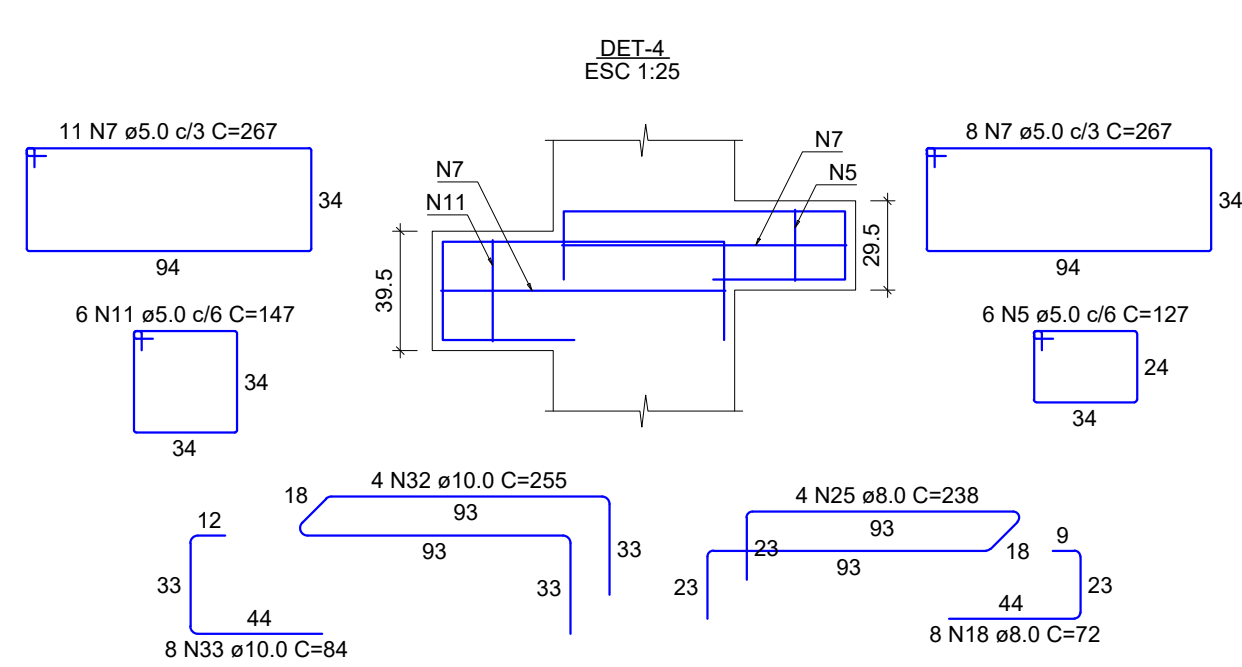 DET-4
ESC 1:25
11 N7 ø5.0 c/3 C=267
34
94
6 N11 ø5.0 c/6 C=147
34
34
N7
N11
39.5
N7
N5
29.5
8 N7 ø5.0 c/3 C=267
34
94
6 N5 ø5.0 c/6 C=127
24
34
12
33
44
8 N33 ø10.0 C=84
4 N32 ø10.0 C=255
18
93
93
33
33
4 N25 ø8.0 C=238
93
23
93
23
18
9
23
44
8 N18 ø8.0 C=72